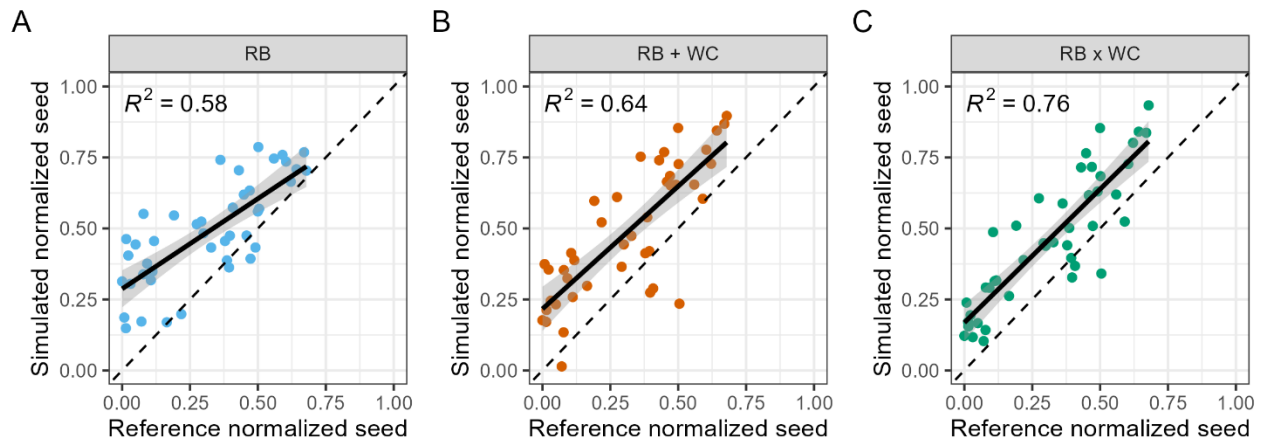 A
RB
R² = 0.58
1.00
0.75
0.50
0.25
0.00
0.00 0.25 0.50 0.75 1.00
Simulated normalized seed
Reference normalized seed
B
RB + WC
R² = 0.64
1.00
0.75
0.50
0.25
0.00
0.00 0.25 0.50 0.75 1.00
Simulated normalized seed
Reference normalized seed
C
RB x WC
R² = 0.76
1.00
0.75
0.50
0.25
0.00
0.00 0.25 0.50 0.75 1.00
Simulated normalized seed
Reference normalized seed